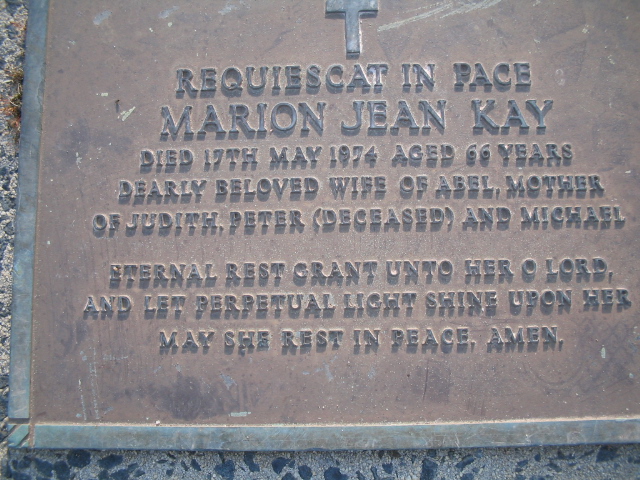 REQUIESCAT IN PACE
MARION JEAN KAY
DIED 17TH MAY 1974 AGED 66 YEARS
DEARLY BELOVED WIFE OF ABEL, MOTHER
OF JUDITH, PETER (DECEASED) AND MICHAEL
ETERNAL REST GRANT UNTO HER O LORD,
AND LET PERPETUAL LIGHT SHINE UPON HER
MAY SHE REST IN PEACE. AMEN.